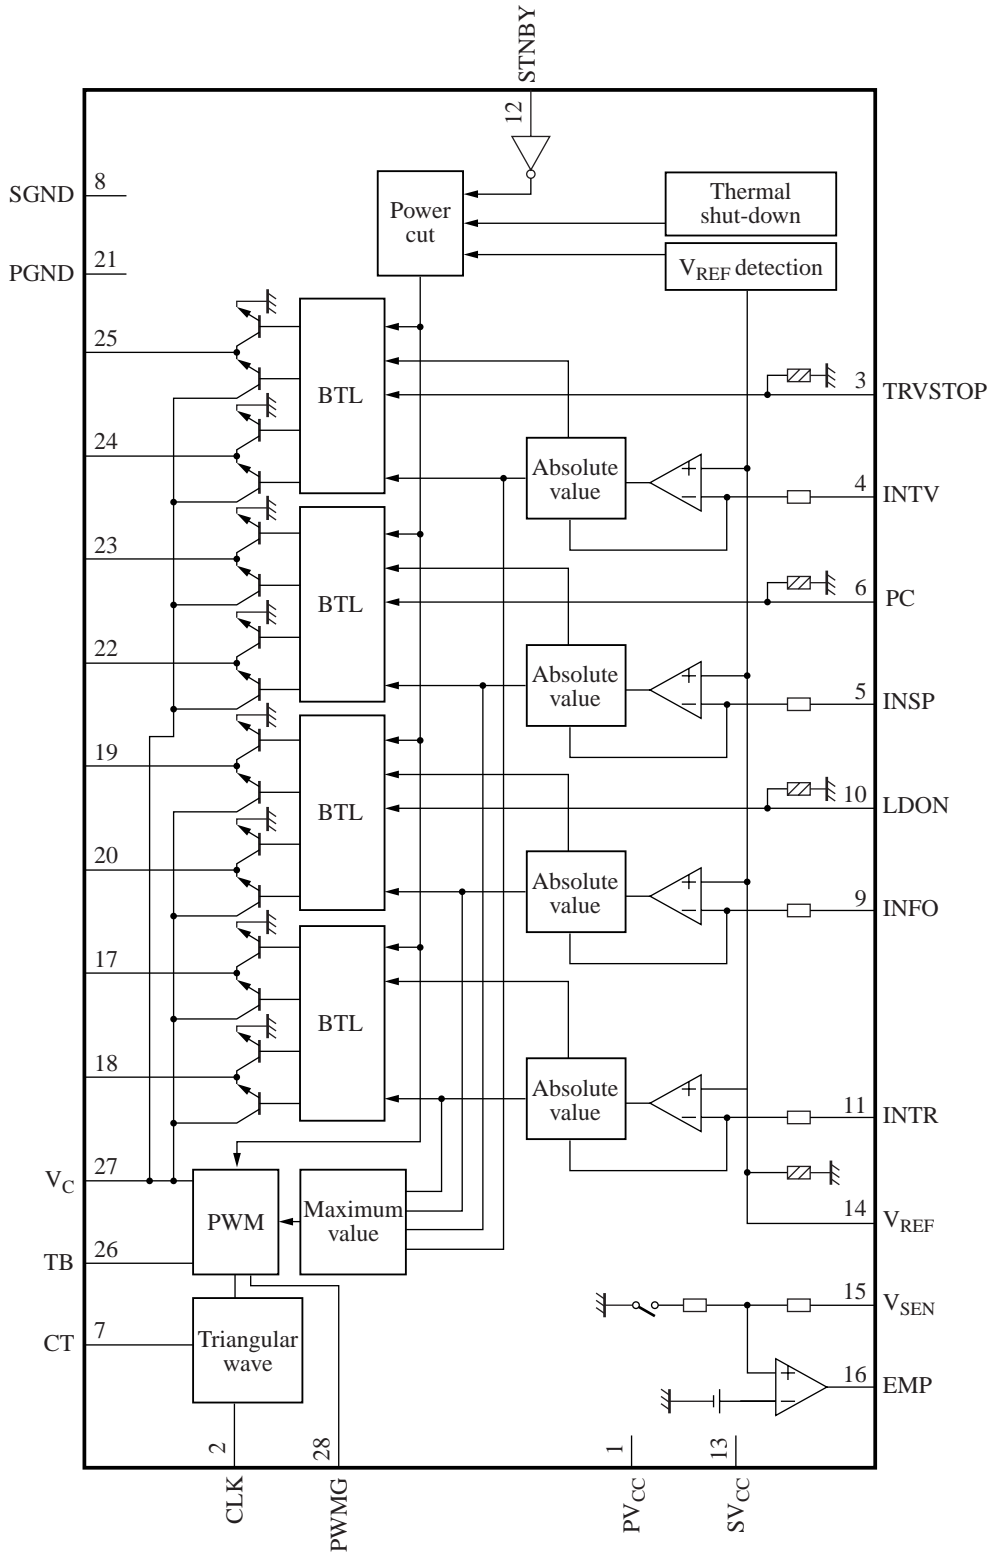 STNBY
12
SGND
8
Power
cut
Thermal
shut-down
PGND
21
VREF detection
25
BTL
3
TRVSTOP
24
Absolute
value
+
−
4
INTV
23
BTL
6
PC
22
Absolute
value
+
−
5
INSP
19
BTL
10
LDON
20
Absolute
value
+
−
9
INFO
17
BTL
18
Absolute
value
+
−
11
INTR
VC
27
PWM
Maximum
value
14
VREF
TB
26
15
VSEN
CT
7
Triangular
wave
+
−
16
EMP
2
CLK
28
PWMG
1
PVCC
13
SVCC